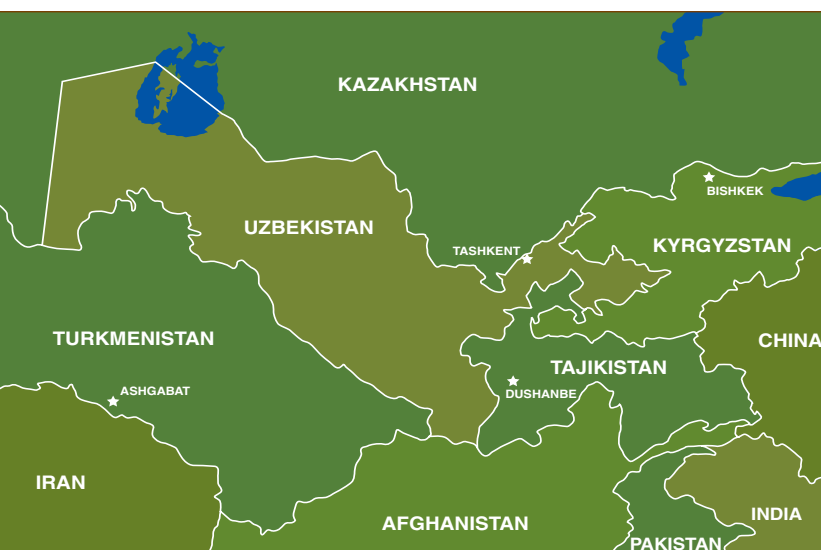 KAZAKHSTAN
BISHKEK
UZBEKISTAN
TASHKENT
KYRGYZSTAN
TURKMENISTAN
CHINA
TAJIKISTAN
ASHGABAT
DUSHANBE
IRAN
INDIA
AFGHANISTAN
PAKISTAN